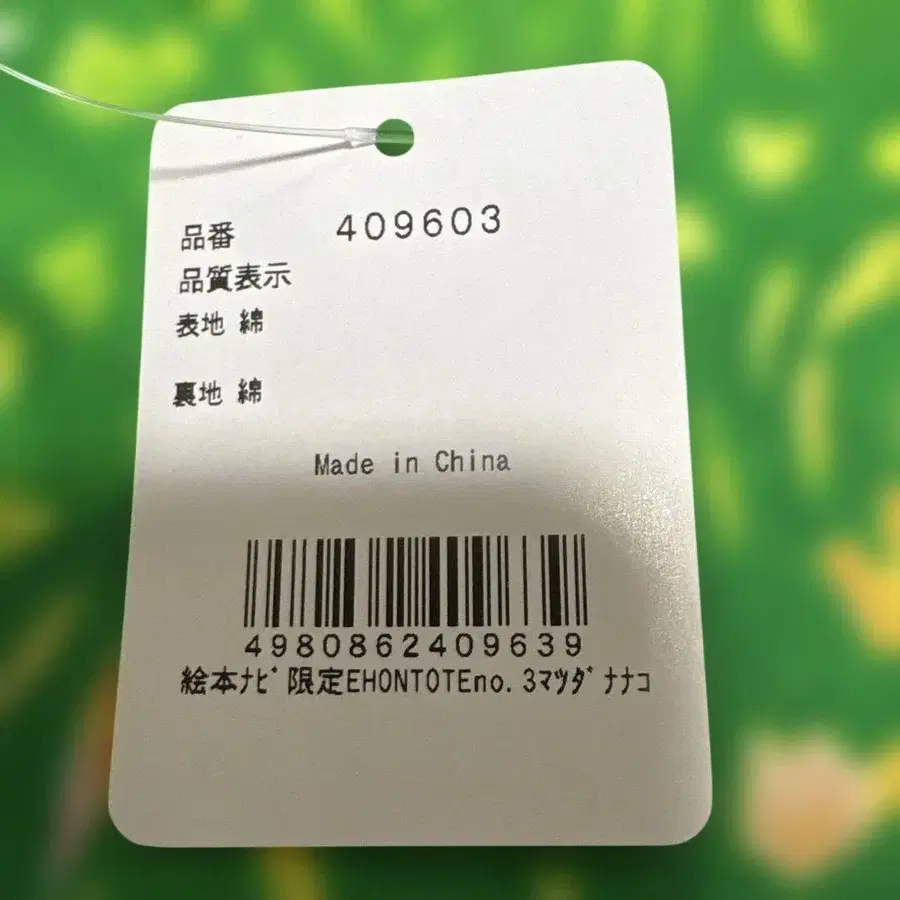 品番 409603
品質表示
表地 綿
裏地 綿
Made in China
4980862409639
絵本ﾅﾋﾞ限定EHONTOTEno.3ﾏﾂﾀﾞﾅﾅｺ